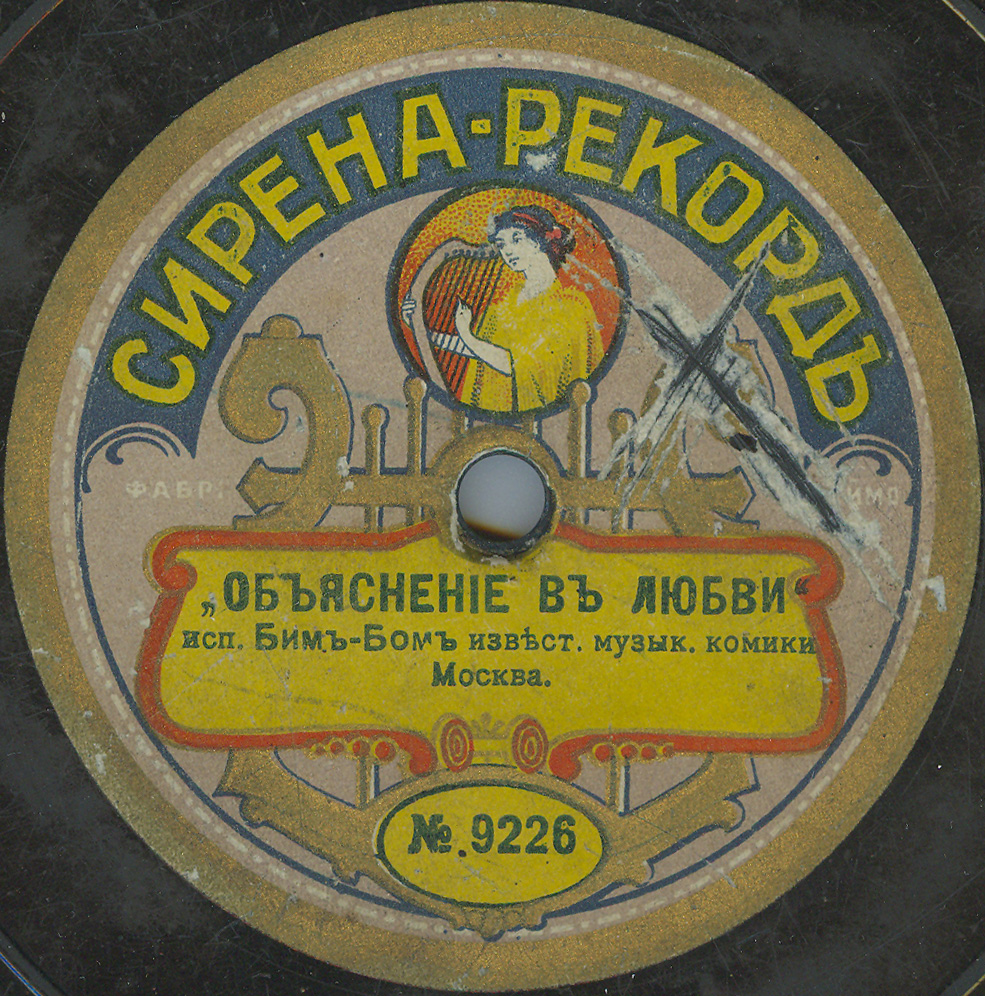 СИРЕНА-РЕКОРДЪ
„ОБЪЯСНЕНІЕ ВЪ ЛЮБВИ“
исп. Бимъ-Бомъ извѣст. музык. комики
Москва.
№.9226